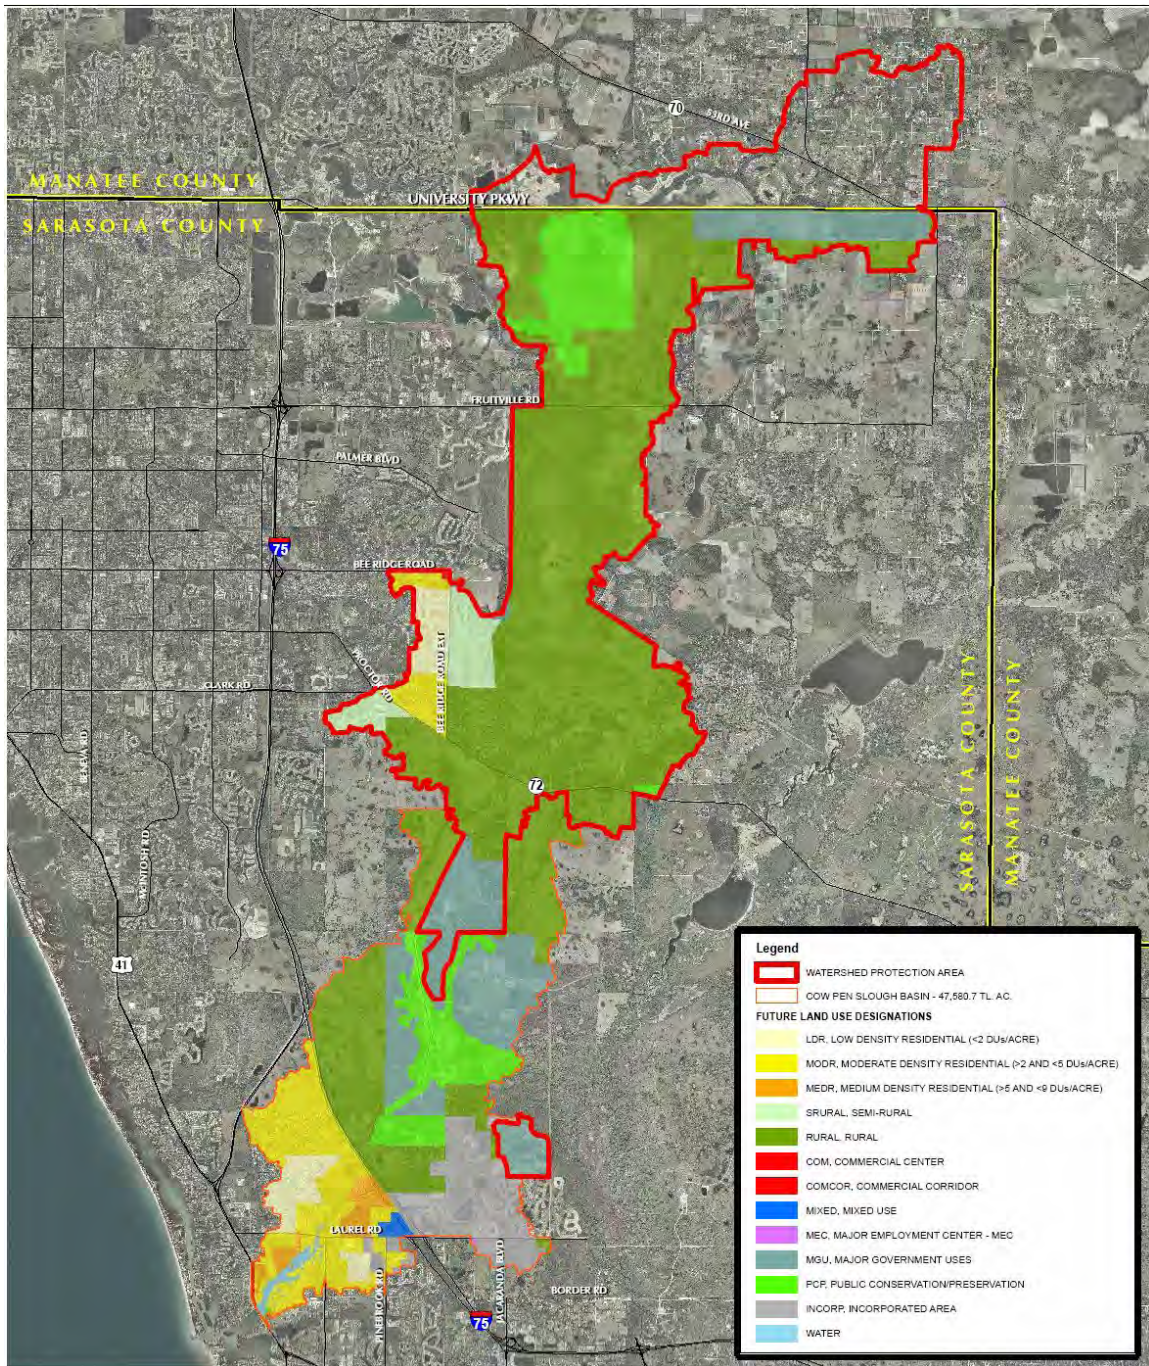 70
53RD AVE
MANATEE COUNTY
UNIVERSITY PKWY
SARASOTA COUNTY
FRUITVILLE RD
PALMER BLVD
75
BEE RIDGE ROAD
PROCTOR RD
BEE RIDGE ROAD EXT
CLARK RD
SARASOTA COUNTY
MANATEE COUNTY
BENEVA RD
72
MCINTOSH RD
41
LAUREL RD
PINEBROOK RD
JACARANDA BLVD
BORDER RD
75
Legend
WATERSHED PROTECTION AREA
COW PEN SLOUGH BASIN - 47,580.7 TL. AC.
FUTURE LAND USE DESIGNATIONS
LDR, LOW DENSITY RESIDENTIAL (<2 DUs/ACRE)
MODR, MODERATE DENSITY RESIDENTIAL (>2 AND <5 DUs/ACRE)
MEDR, MEDIUM DENSITY RESIDENTIAL (>5 AND <9 DUs/ACRE)
SRURAL, SEMI-RURAL
RURAL, RURAL
COM, COMMERCIAL CENTER
COMCOR, COMMERCIAL CORRIDOR
MIXED, MIXED USE
MEC, MAJOR EMPLOYMENT CENTER - MEC
MGU, MAJOR GOVERNMENT USES
PCP, PUBLIC CONSERVATION/PRESERVATION
INCORP, INCORPORATED AREA
WATER